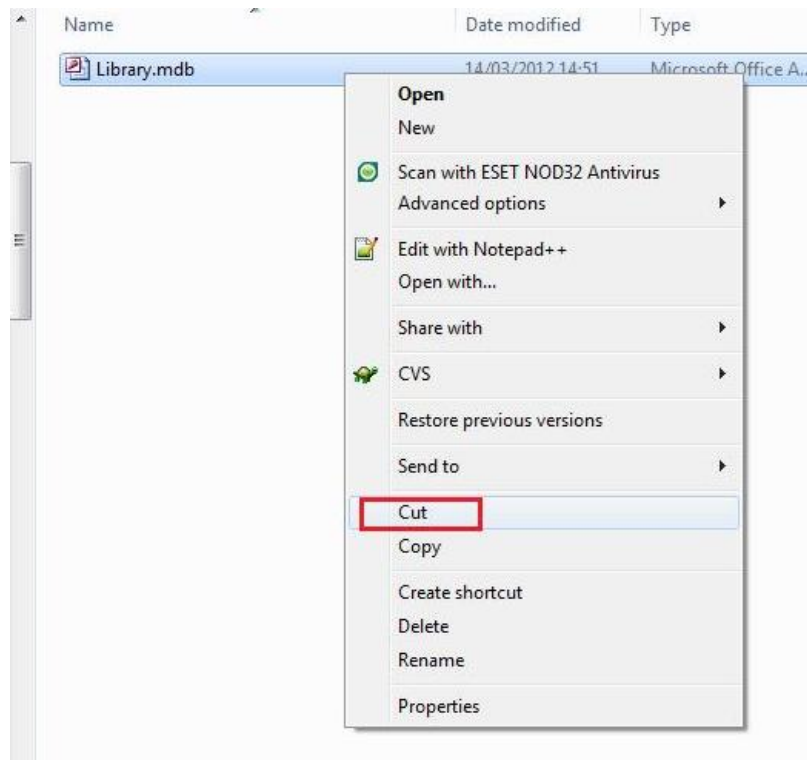 Name Date modified Type
Library.mdb 14/03/2012 14:51 Microsoft Office A...
Open
New
Scan with ESET NOD32 Antivirus
Advanced options
Edit with Notepad++
Open with...
Share with
CVS
Restore previous versions
Send to
Cut
Copy
Create shortcut
Delete
Rename
Properties